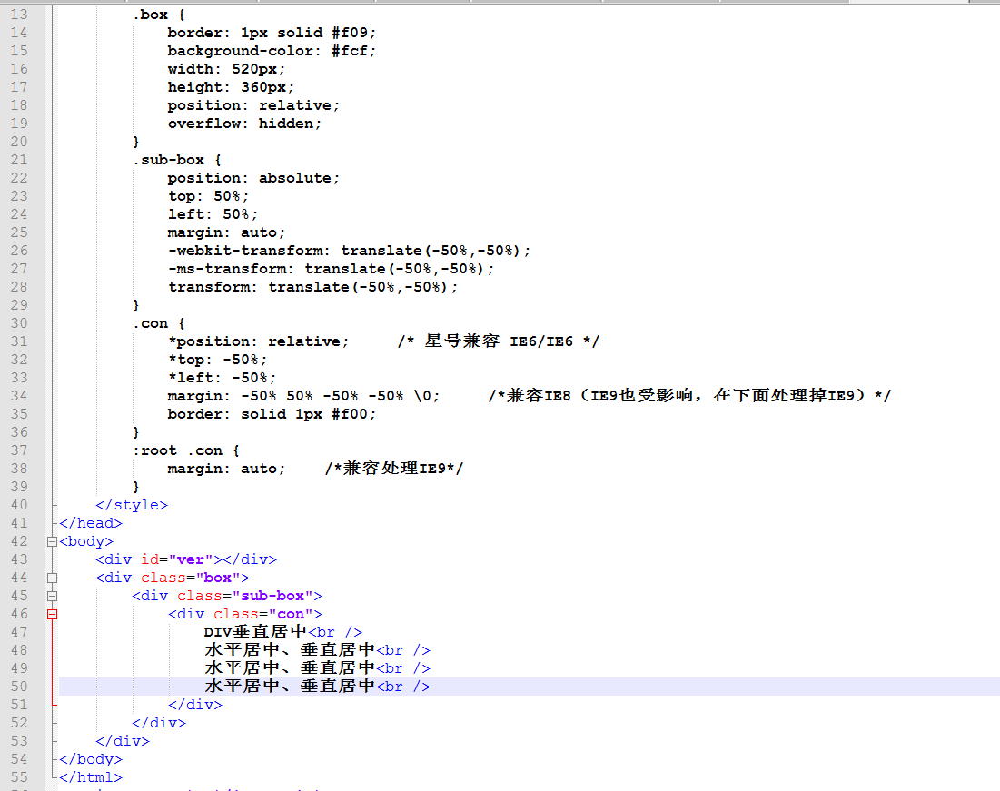 13 .box {
14 border: 1px solid #f09;
15 background-color: #fcf;
16 width: 520px;
17 height: 360px;
18 position: relative;
19 overflow: hidden;
20 }
21 .sub-box {
22 position: absolute;
23 top: 50%;
24 left: 50%;
25 margin: auto;
26 -webkit-transform: translate(-50%,-50%);
27 -ms-transform: translate(-50%,-50%);
28 transform: translate(-50%,-50%);
29 }
30 .con {
31 *position: relative; /* 星号兼容 IE6/IE6 */
32 *top: -50%;
33 *left: -50%;
34 margin: -50% 50% -50% -50% \0; /*兼容IE8（IE9也受影响，在下面处理掉IE9）*/
35 border: solid 1px #f00;
36 }
37 :root .con {
38 margin: auto; /*兼容处理IE9*/
39 }
40 </style>
41 </head>
42 <body>
43 <div id="ver"></div>
44 <div class="box">
45 <div class="sub-box">
46 <div class="con">
47 DIV垂直居中<br />
48 水平居中、垂直居中<br />
49 水平居中、垂直居中<br />
50 水平居中、垂直居中<br />
51 </div>
52 </div>
53 </div>
54 </body>
55 </html>